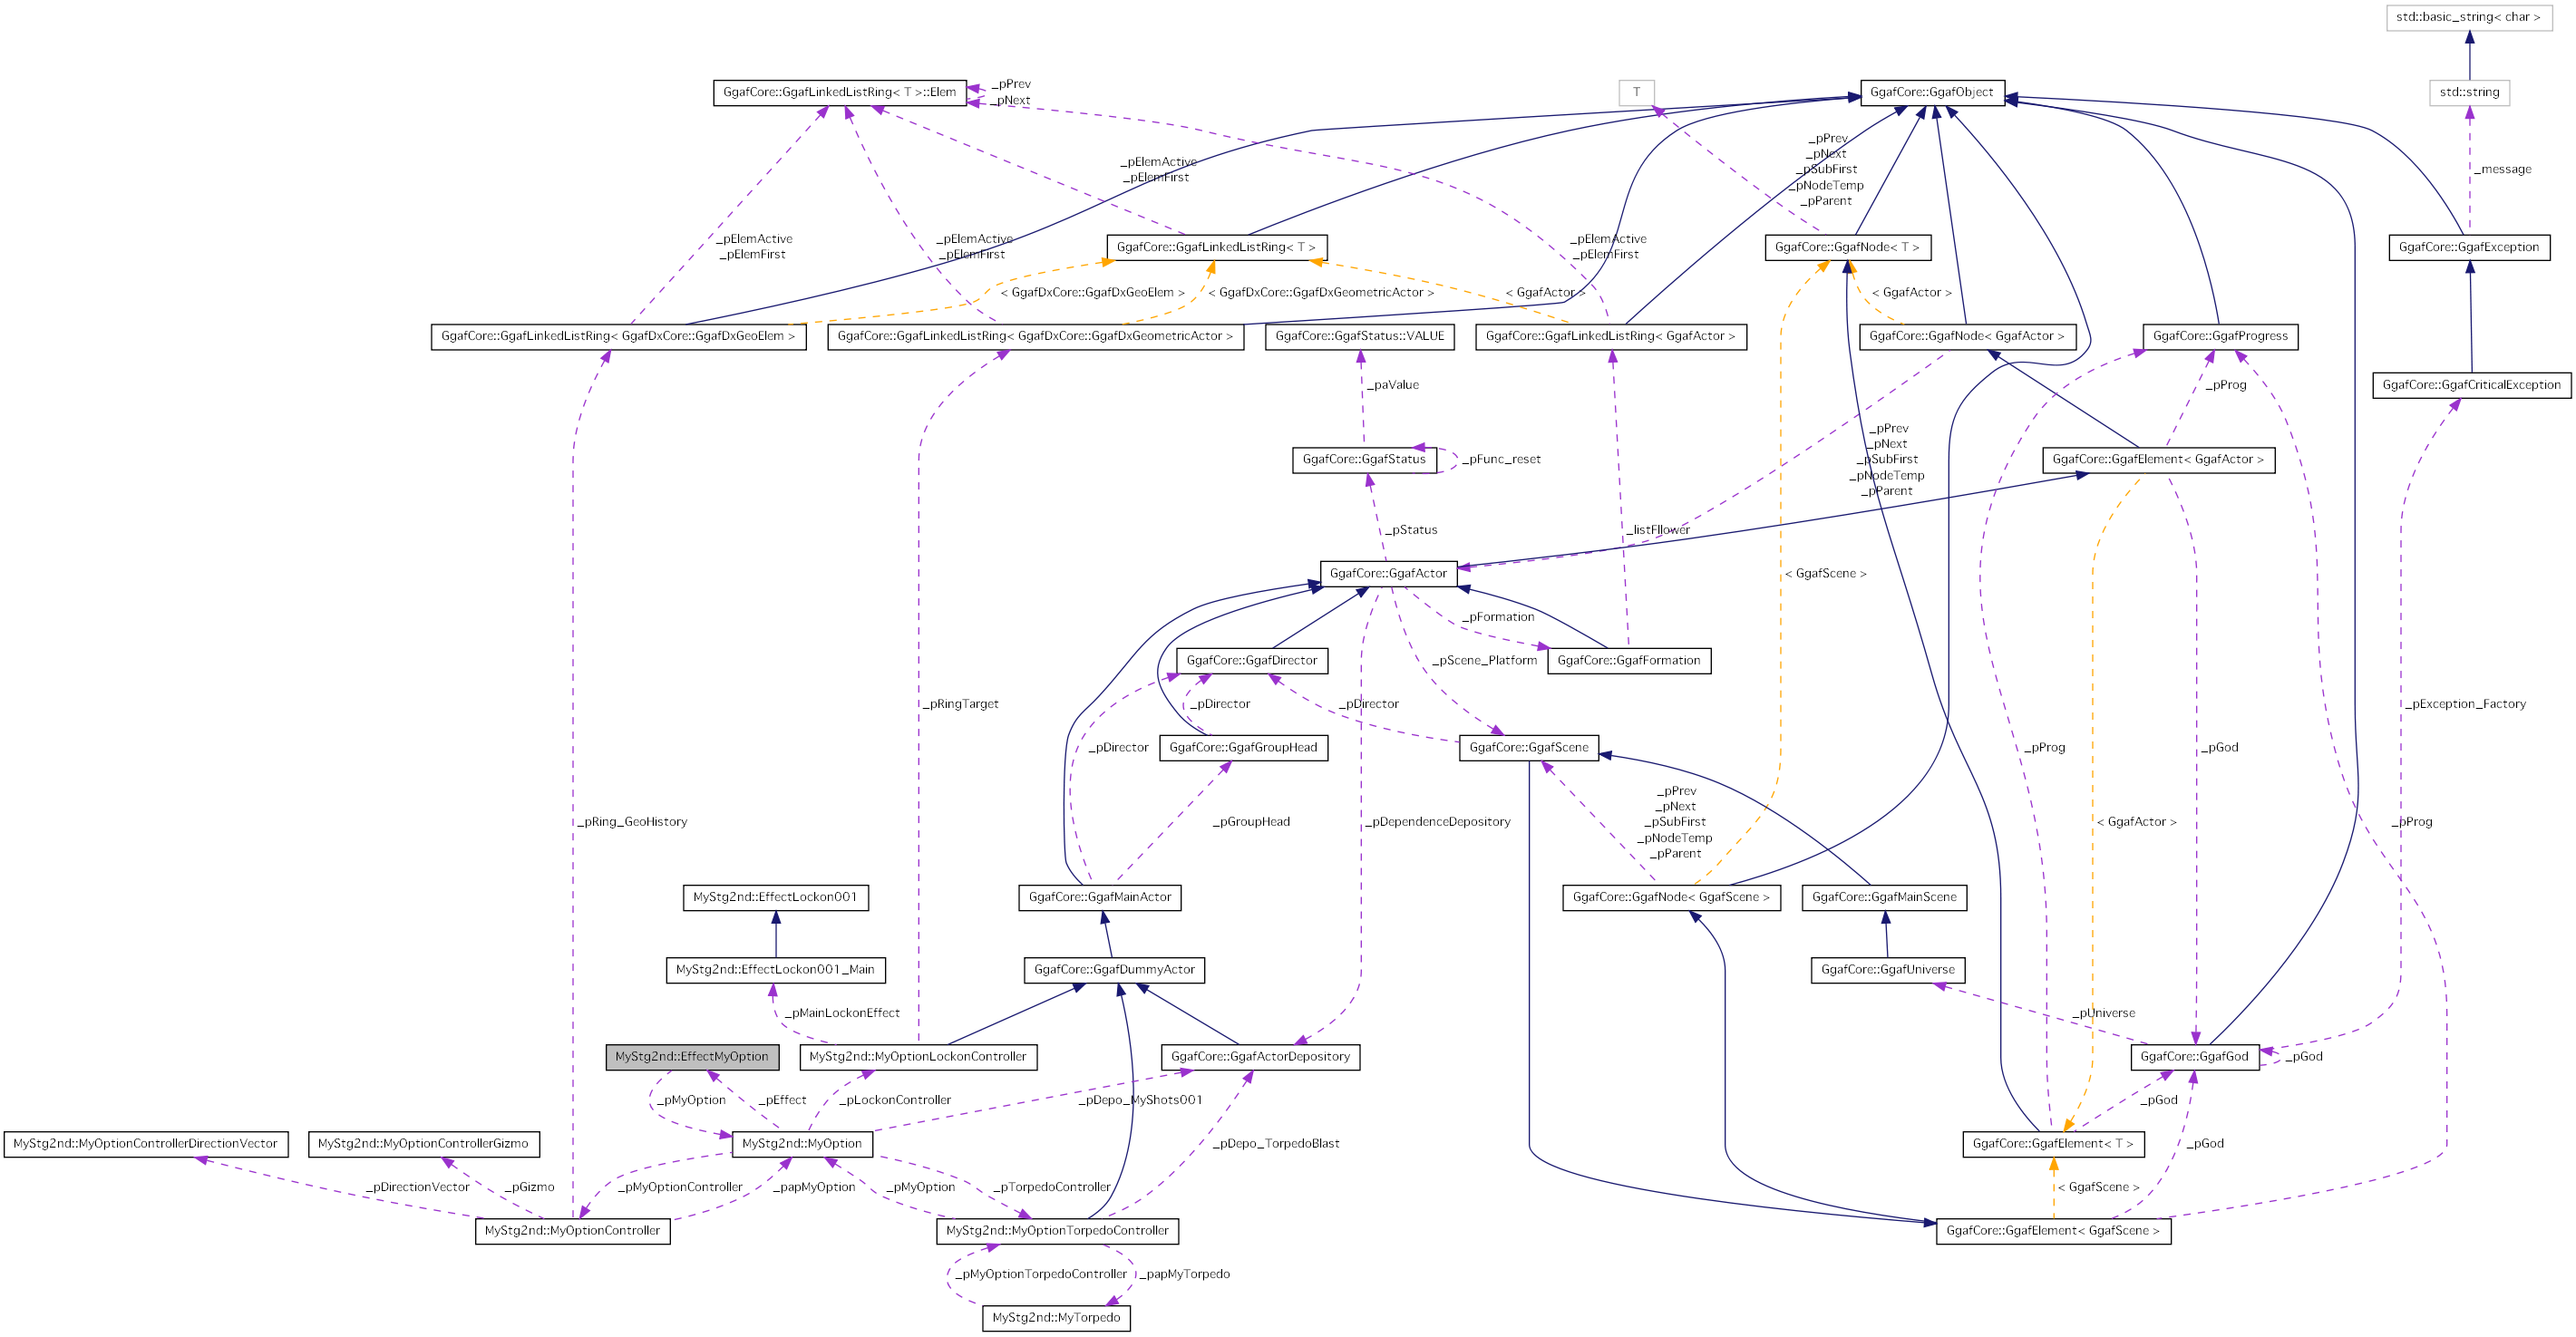 std::basic_string< char >
GgafCore::GgafLinkedListRing< T >::Elem
_pPrev
_pNext
T
GgafCore::GgafObject
std::string
_pElemActive
_pElemFirst
_pPrev
_pNext
_pSubFirst
_pNodeTemp
_pParent
_message
_pElemActive
_pElemFirst
_pElemActive
_pElemFirst
GgafCore::GgafLinkedListRing< T >
_pElemActive
_pElemFirst
GgafCore::GgafNode< T >
GgafCore::GgafException
< GgafDxCore::GgafDxGeoElem >
< GgafDxCore::GgafDxGeometricActor >
< GgafActor >
< GgafActor >
GgafCore::GgafLinkedListRing< GgafDxCore::GgafDxGeoElem >
GgafCore::GgafLinkedListRing< GgafDxCore::GgafDxGeometricActor >
GgafCore::GgafStatus::VALUE
GgafCore::GgafLinkedListRing< GgafActor >
GgafCore::GgafNode< GgafActor >
GgafCore::GgafProgress
_paValue
_pProg
GgafCore::GgafCriticalException
_pPrev
_pNext
_pSubFirst
_pNodeTemp
_pParent
GgafCore::GgafStatus
_pFunc_reset
GgafCore::GgafElement< GgafActor >
_pStatus
_listFllower
GgafCore::GgafActor
< GgafScene >
_pFormation
GgafCore::GgafDirector
_pScene_Platform
GgafCore::GgafFormation
_pRingTarget
_pDirector
_pDirector
_pException_Factory
_pDirector
GgafCore::GgafGroupHead
GgafCore::GgafScene
_pProg
_pGod
_pRing_GeoHistory
_pGroupHead
_pDependenceDepository
_pPrev
_pNext
_pSubFirst
_pNodeTemp
_pParent
< GgafActor >
_pProg
MyStg2nd::EffectLockon001
GgafCore::GgafMainActor
GgafCore::GgafNode< GgafScene >
GgafCore::GgafMainScene
MyStg2nd::EffectLockon001_Main
GgafCore::GgafDummyActor
GgafCore::GgafUniverse
_pMainLockonEffect
_pUniverse
MyStg2nd::EffectMyOption
MyStg2nd::MyOptionLockonController
GgafCore::GgafActorDepository
GgafCore::GgafGod
_pGod
_pMyOption
_pEffect
_pLockonController
_pDepo_MyShots001
_pGod
MyStg2nd::MyOptionControllerDirectionVector
MyStg2nd::MyOptionControllerGizmo
MyStg2nd::MyOption
_pDepo_TorpedoBlast
GgafCore::GgafElement< T >
_pGod
_pDirectionVector
_pGizmo
_pMyOptionController
_papMyOption
_pMyOption
_pTorpedoController
< GgafScene >
MyStg2nd::MyOptionController
MyStg2nd::MyOptionTorpedoController
GgafCore::GgafElement< GgafScene >
_pMyOptionTorpedoController
_papMyTorpedo
MyStg2nd::MyTorpedo